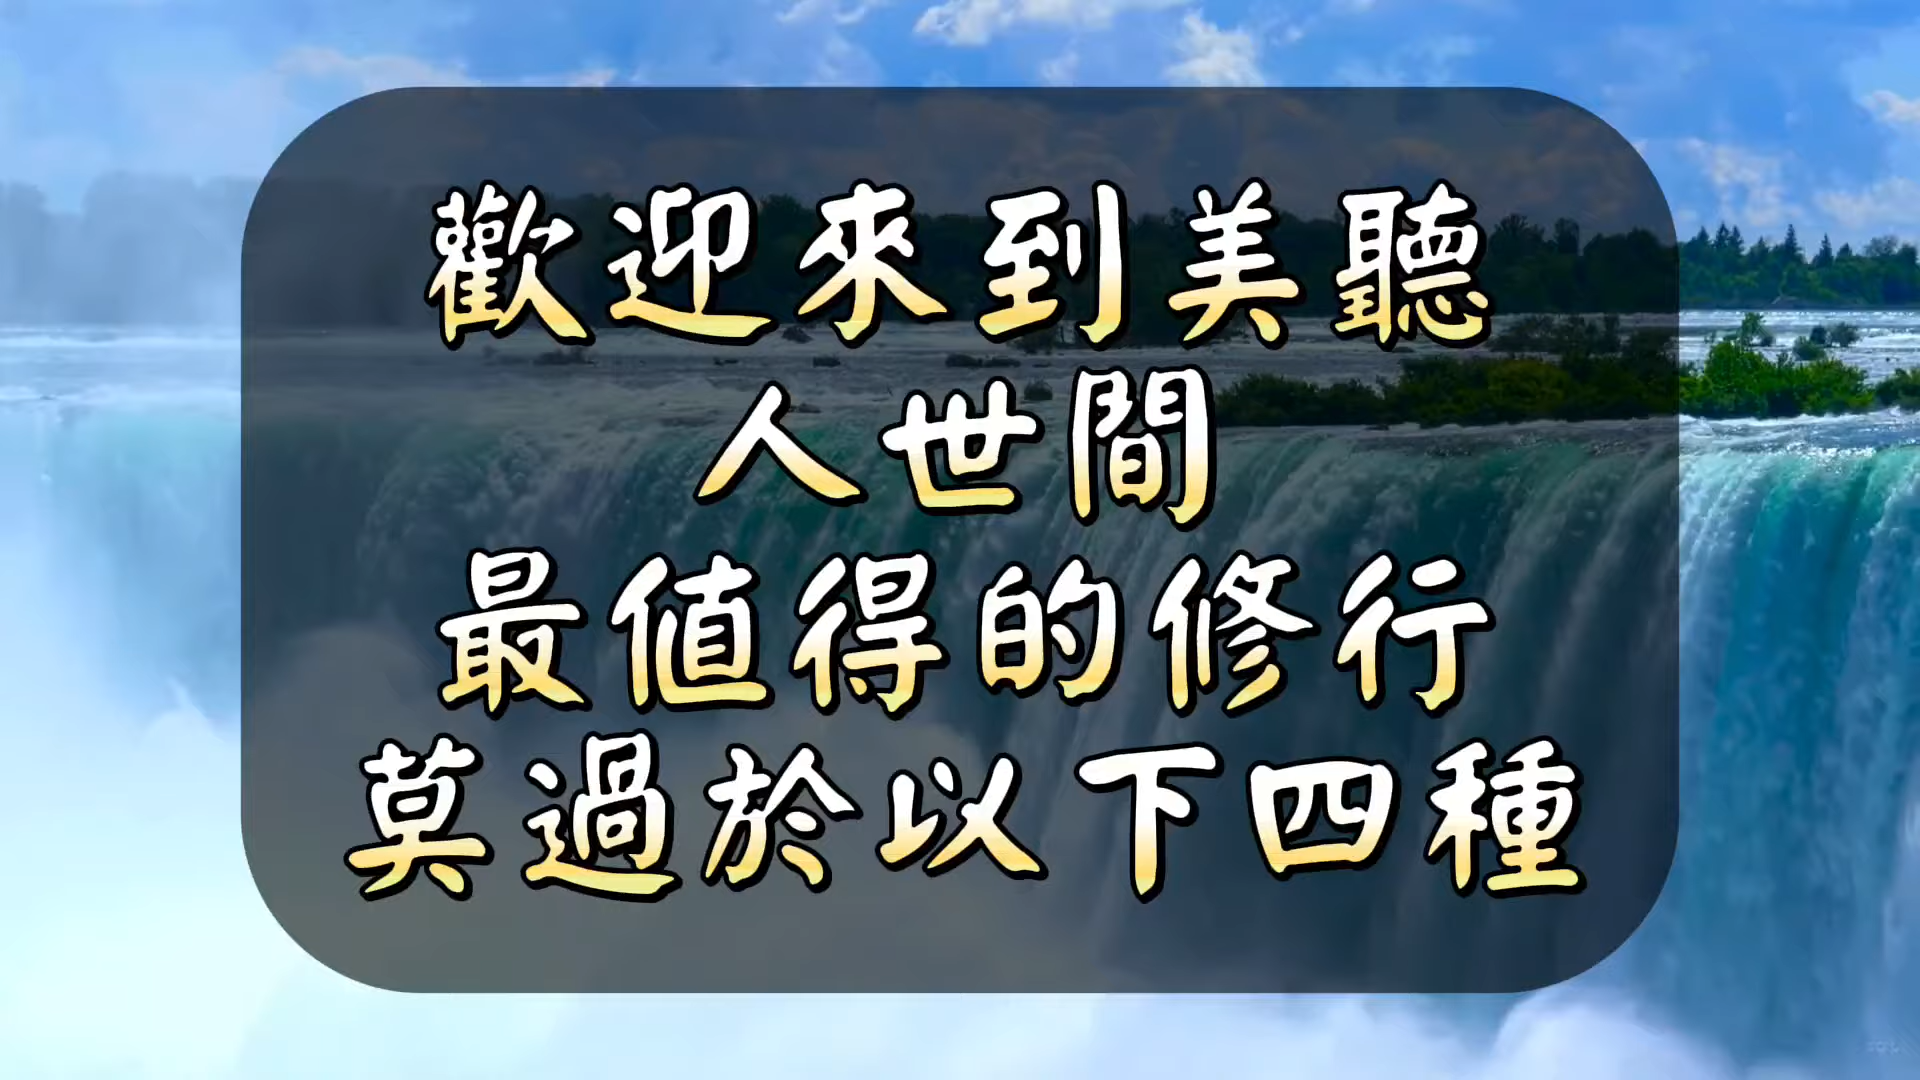 歡迎來到美聽
人世間
最值得的修行
莫過於以下四種